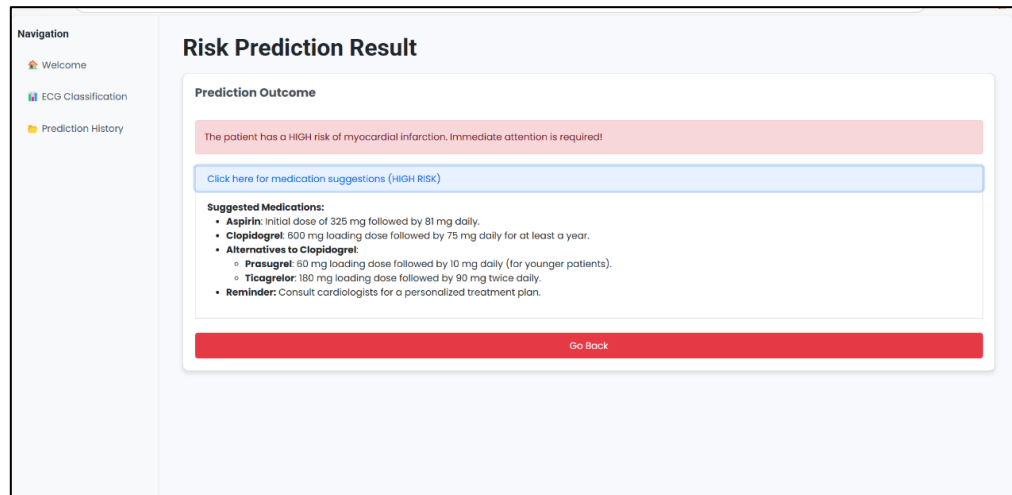 Navigation
Welcome
ECG Classification
Prediction History
Risk Prediction Result
Prediction Outcome
The patient has a HIGH risk of myocardial infarction. Immediate attention is required!
Click here for medication suggestions (HIGH RISK)
Suggested Medications:
• Aspirin: Initial dose of 325 mg followed by 81 mg daily.
• Clopidogrel: 600 mg loading dose followed by 75 mg daily for at least a year.
• Alternatives to Clopidogrel:
◦ Prasugrel: 60 mg loading dose followed by 10 mg daily (for younger patients).
◦ Ticagrelor: 180 mg loading dose followed by 90 mg twice daily.
• Reminder: Consult cardiologists for a personalized treatment plan.
Go Back